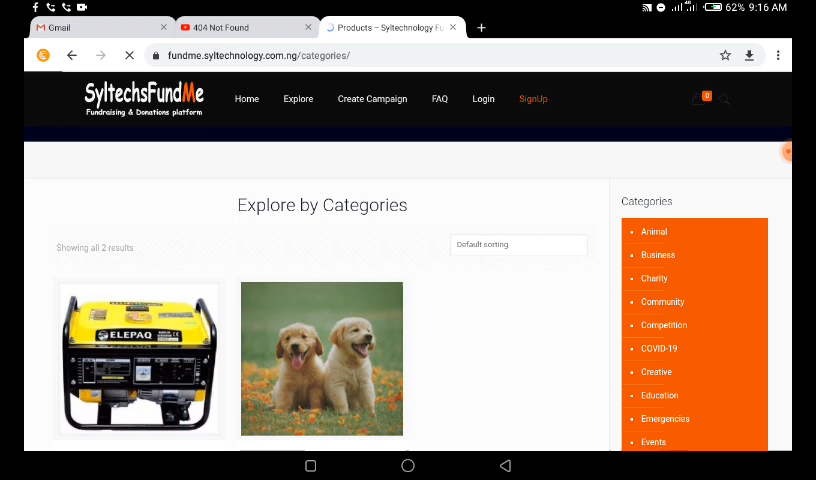 62% 9:16 AM
Gmail
404 Not Found
Products – Syltechnology Fu
fundme.syltechnology.com.ng/categories/
SyltechsFundMe
Fundraising & Donations platform
Home
Explore
Create Campaign
FAQ
Login
SignUp
0
Explore by Categories
Showing all 2 results
Default sorting
ELEPAQ
Categories
Animal
Business
Charity
Community
Competition
COVID-19
Creative
Education
Emergencies
Events